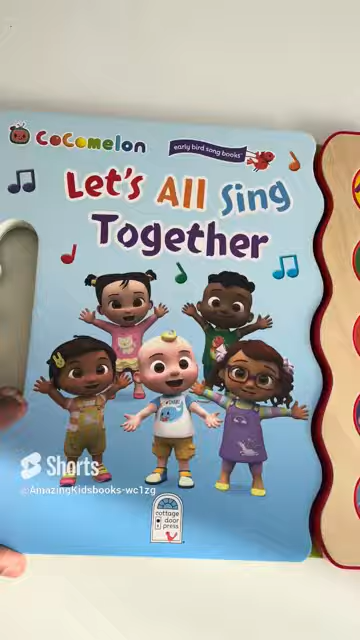 CoComelon
early bird song books
Let's All Sing
Together
Shorts
@AmazingKidsbooks-wc1zg
cottage
door
press